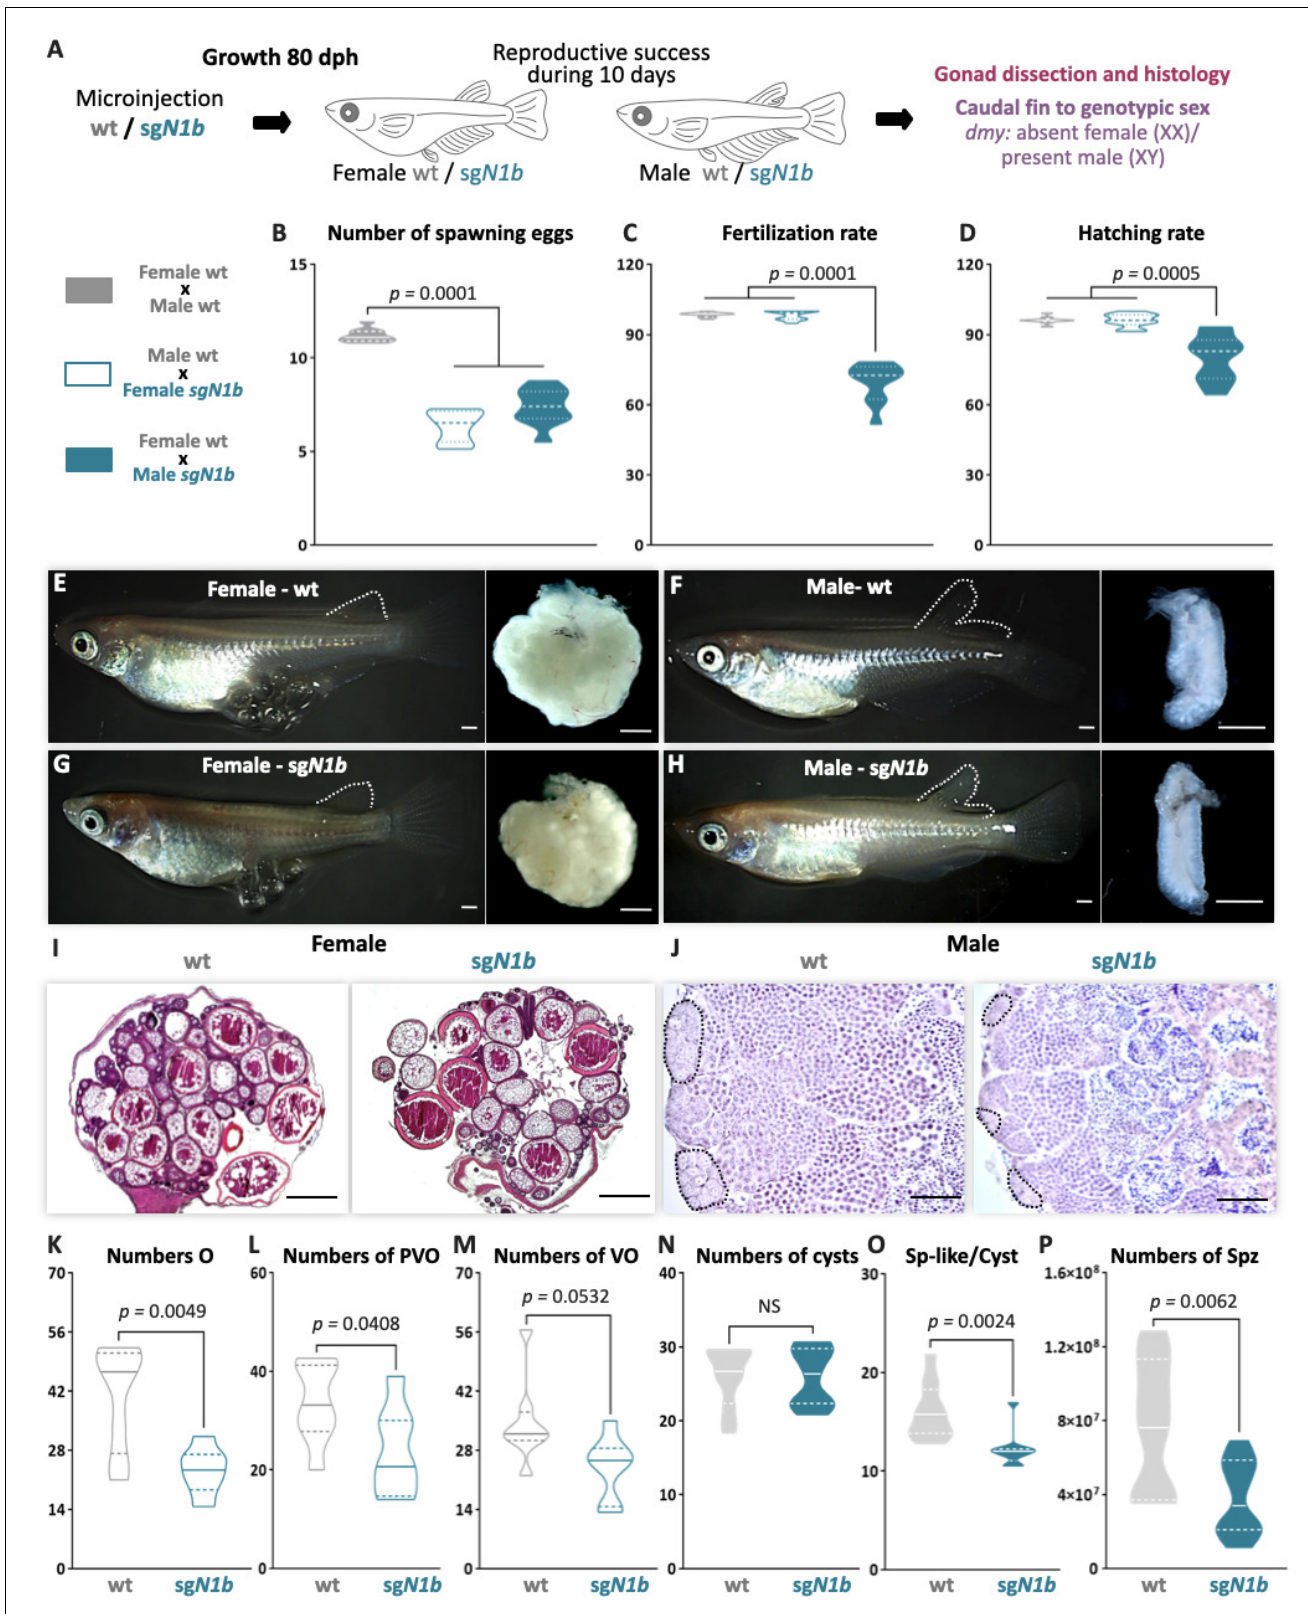 A
Growth 80 dph
Microinjection
wt / sgN1b
Reproductive success
during 10 days
Female wt / sgN1b
Male wt / sgN1b
Gonad dissection and histology
Caudal fin to genotypic sex
dmy: absent female (XX)/
present male (XY)
Female wt
x
Male wt
Male wt
x
Female sgN1b
Female wt
x
Male sgN1b
B Number of spawning eggs
15
10
5
0
p = 0.0001
C Fertilization rate
120
90
60
30
0
p = 0.0001
D Hatching rate
120
90
60
30
0
p = 0.0005
E Female - wt
F Male- wt
G Female - sgN1b
H Male - sgN1b
I Female
wt sgN1b
J Male
wt sgN1b
K Numbers O
70
56
42
28
14
0
p = 0.0049
wt sgN1b
L Numbers of PVO
60
40
20
0
p = 0.0408
wt sgN1b
M Numbers of VO
70
56
42
28
14
0
p = 0.0532
wt sgN1b
N Numbers of cysts
40
30
20
10
0
NS
wt sgN1b
O Sp-like/Cyst
30
20
10
0
p = 0.0024
wt sgN1b
P Numbers of Spz
1.6×10⁸
1.2×10⁸
8×10⁷
4×10⁷
0
p = 0.0062
wt sgN1b